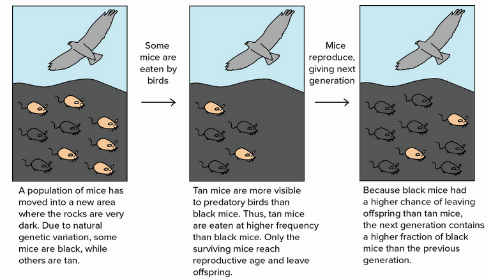 Some
mice are
eaten by
birds
Mice
reproduce,
giving next
generation
A population of mice has
moved into a new area
where the rocks are very
dark. Due to natural
genetic variation, some
mice are black, while
others are tan.
Tan mice are more visible
to predatory birds than
black mice. Thus, tan mice
are eaten at higher frequency
than black mice. Only the
surviving mice reach
reproductive age and leave
offspring.
Because black mice had
a higher chance of leaving
offspring than tan mice,
the next generation contains
a higher fraction of black
mice than the previous
generation.